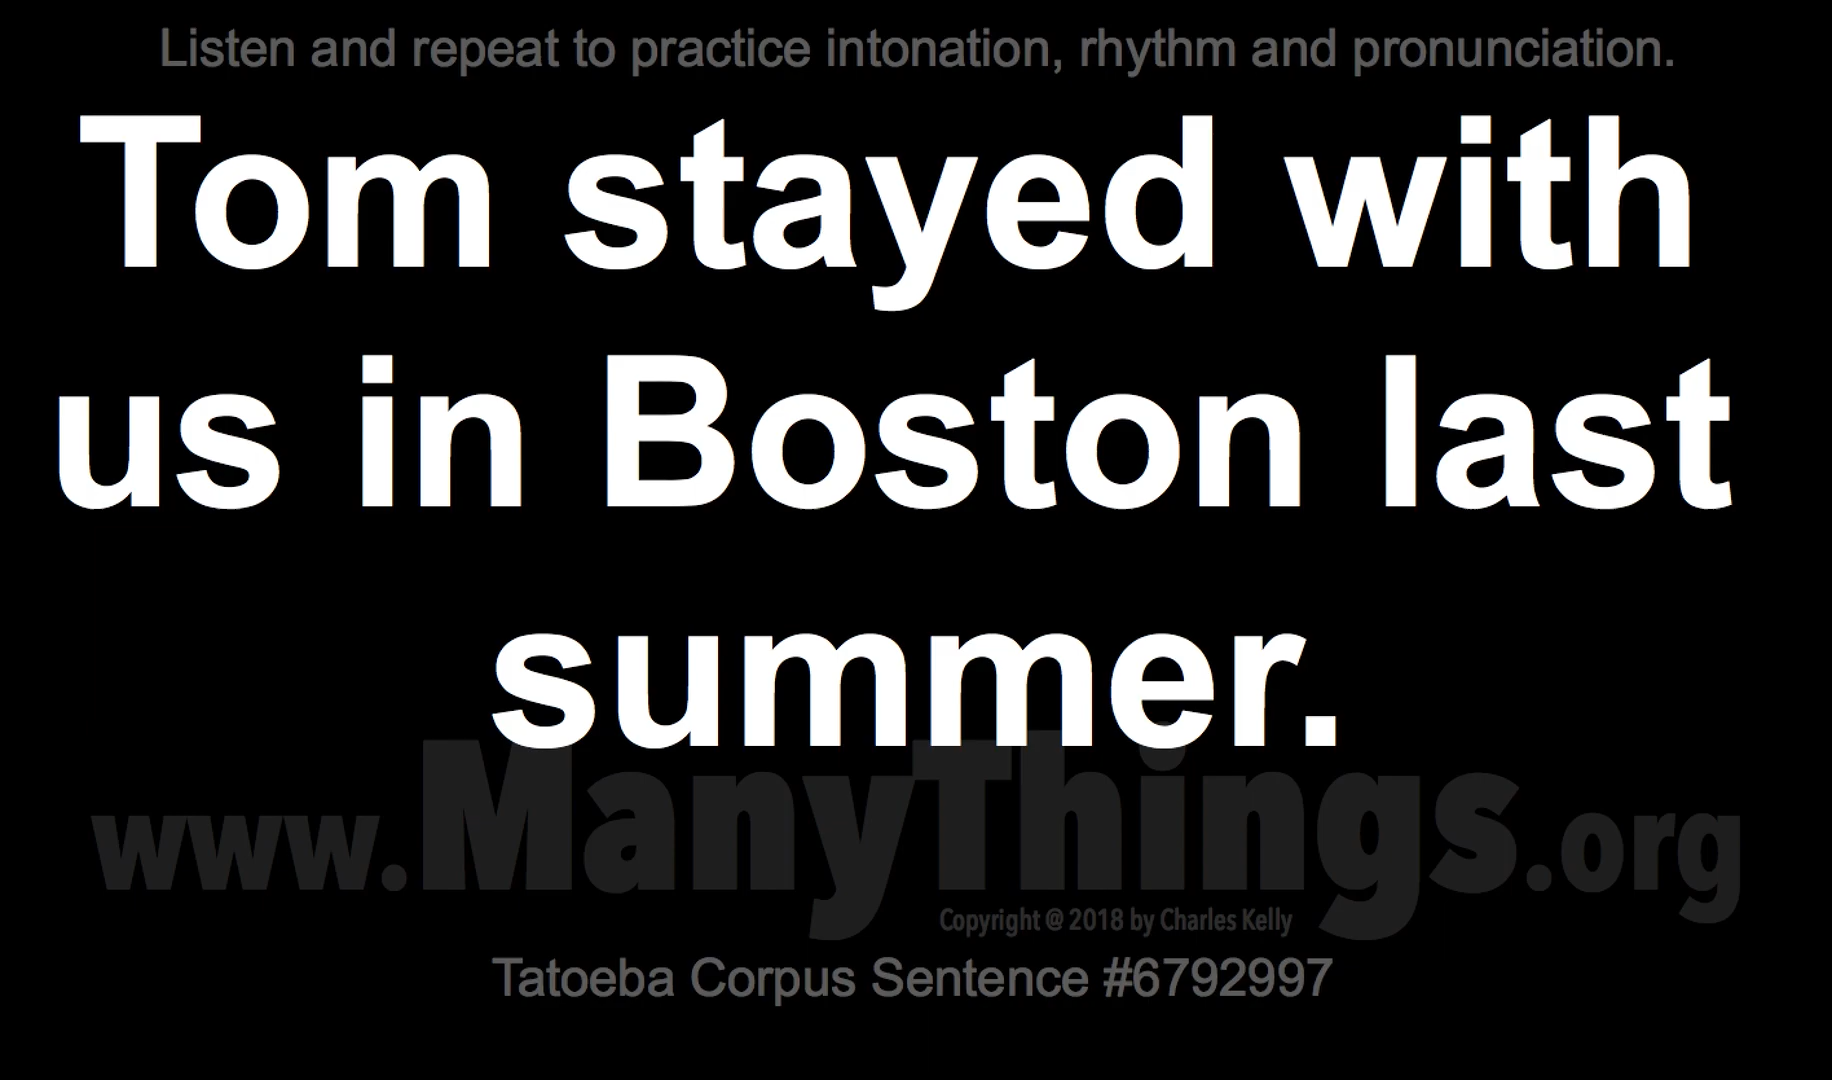 Listen and repeat to practice intonation, rhythm and pronunciation.
Tom stayed with
us in Boston last
summer.
www.ManyThings.org
Copyright @ 2018 by Charles Kelly
Tatoeba Corpus Sentence #6792997